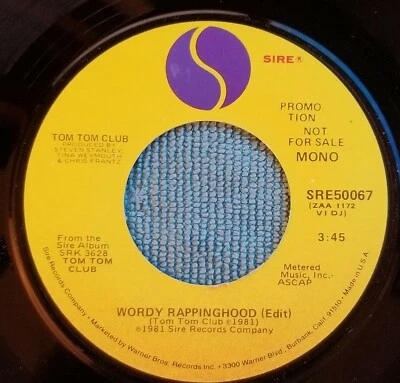 SIRE®
TOM TOM CLUB
PRODUCED BY
STEVEN STANLEY,
TINA WEYMOUTH
& CHRIS FRANTZ
PROMO
TION
NOT
FOR SALE
MONO
SRE50067
(ZAA 1172
V1 DJ)
3:45
From the
Sire Album
SRK 3628
TOM TOM
CLUB
Metered
Music, Inc.-
ASCAP
WORDY RAPPINGHOOD (Edit)
(Tom Tom Club ℗1981)
℗1981 Sire Records Company
Sire Records Company • Marketed by Warner Bros. Records Inc. • 3300 Warner Blvd., Burbank, Calif. 91510 • Made in U.S.A.